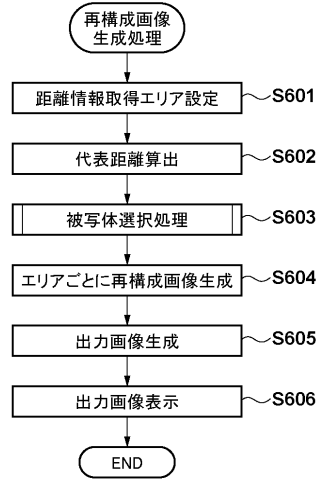 再構成画像
生成処理
距離情報取得エリア設定 S601
代表距離算出 S602
被写体選択処理 S603
エリアごとに再構成画像生成 S604
出力画像生成 S605
出力画像表示 S606
END